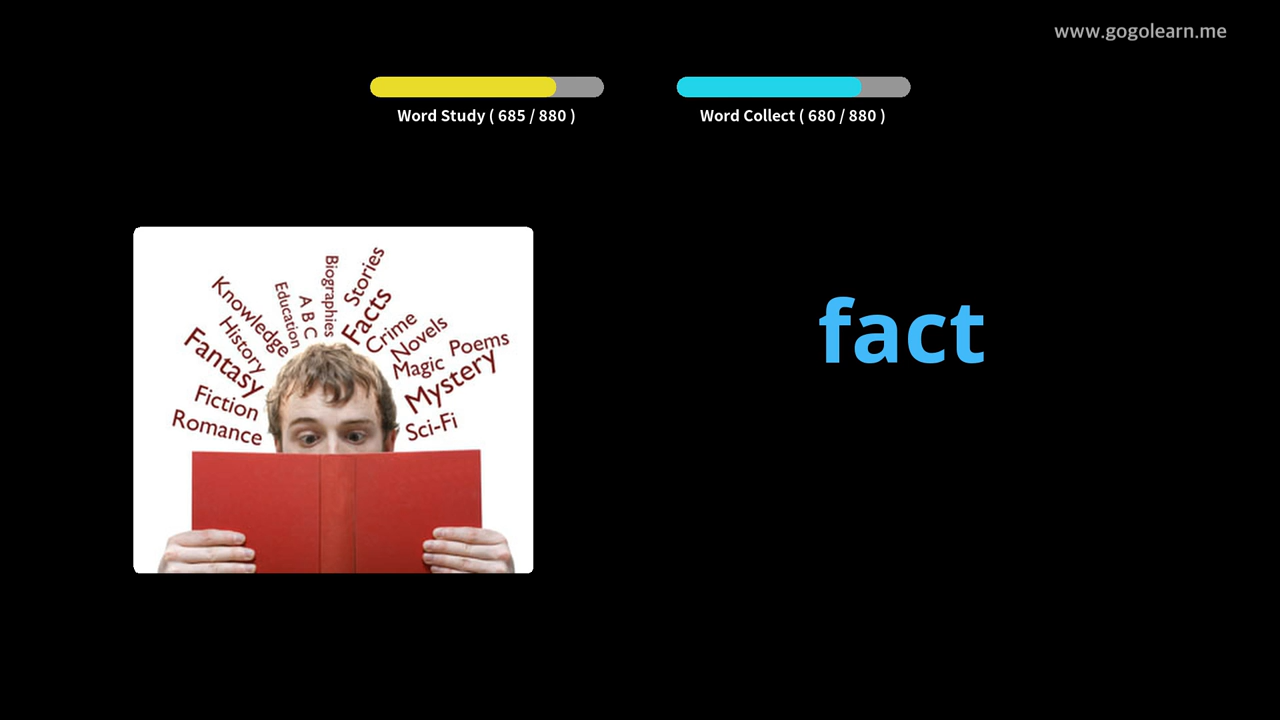 www.gogolearn.me
Word Study ( 685 / 880 )
Word Collect ( 680 / 880 )
Romance
Fiction
Fantasy
History
Knowledge
Education
A B C
Biographies
Stories
Facts
Crime
Novels
Magic
Poems
Mystery
Sci-Fi
fact